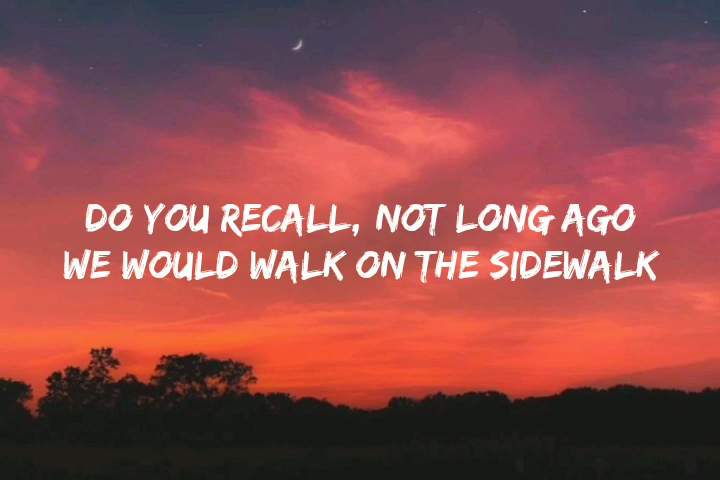 DO YOU RECALL, NOT LONG AGO
WE WOULD WALK ON THE SIDEWALK